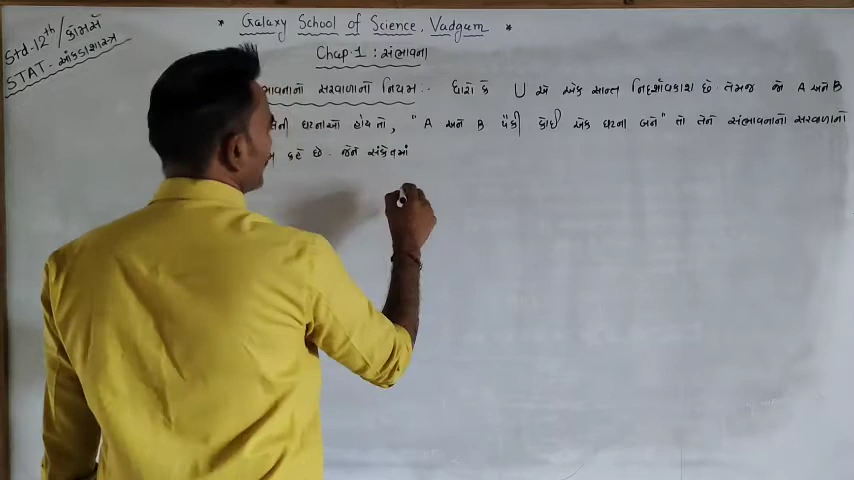 * Galaxy School of Science, Vadgam *
Std-12th / કોમર્સ
STAT - આંકડાશાસ્ત્ર
Chap-1 : સંભાવના
ભાવનાનો સરવાળાનો નિયમ :- ધારો કે U એ એક સાન્ત નિદર્શાવકાશ છે. તેમજ જો A અને B
ની ઘટનાઓ હોય તો, "A અને B પૈકી કોઈ એક ઘટના બને" તો તેને સંભાવનાનો સરવાળાનો
કહે છે. જેને સંકેતમાં